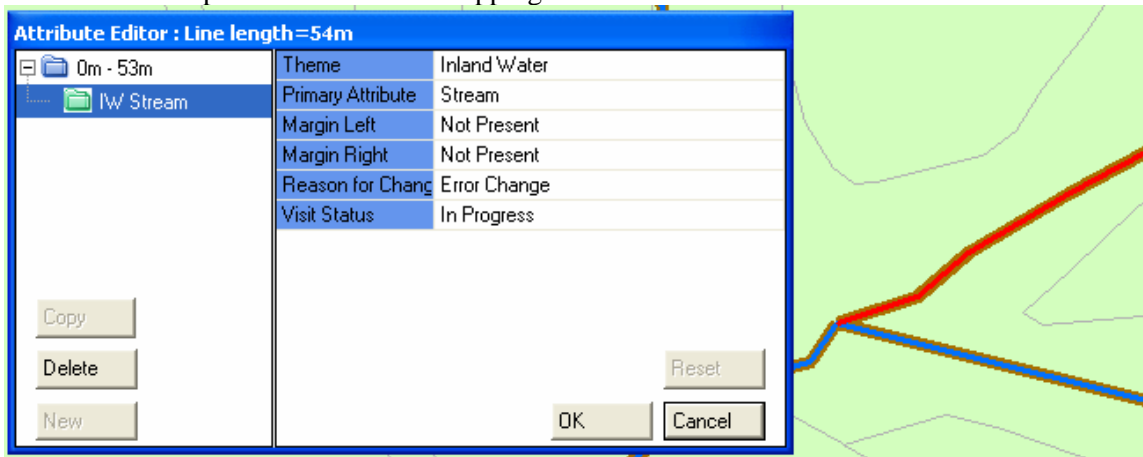 Attribute Editor : Line length=54m
0m - 53m
IW Stream
Theme Inland Water
Primary Attribute Stream
Margin Left Not Present
Margin Right Not Present
Reason for Chang Error Change
Visit Status In Progress
Copy
Delete
New
Reset
OK
Cancel